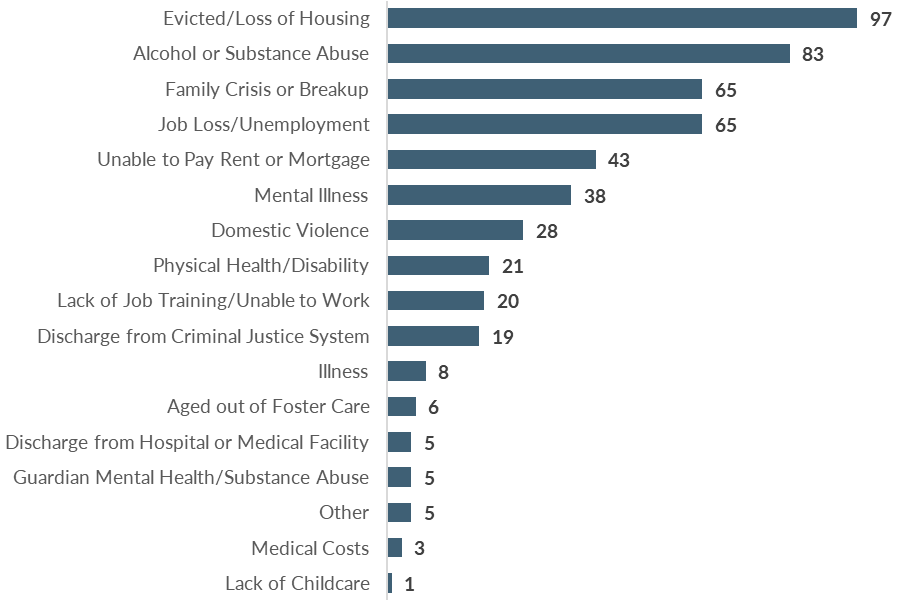 Evicted/Loss of Housing 97
Alcohol or Substance Abuse 83
Family Crisis or Breakup 65
Job Loss/Unemployment 65
Unable to Pay Rent or Mortgage 43
Mental Illness 38
Domestic Violence 28
Physical Health/Disability 21
Lack of Job Training/Unable to Work 20
Discharge from Criminal Justice System 19
Illness 8
Aged out of Foster Care 6
Discharge from Hospital or Medical Facility 5
Guardian Mental Health/Substance Abuse 5
Other 5
Medical Costs 3
Lack of Childcare 1